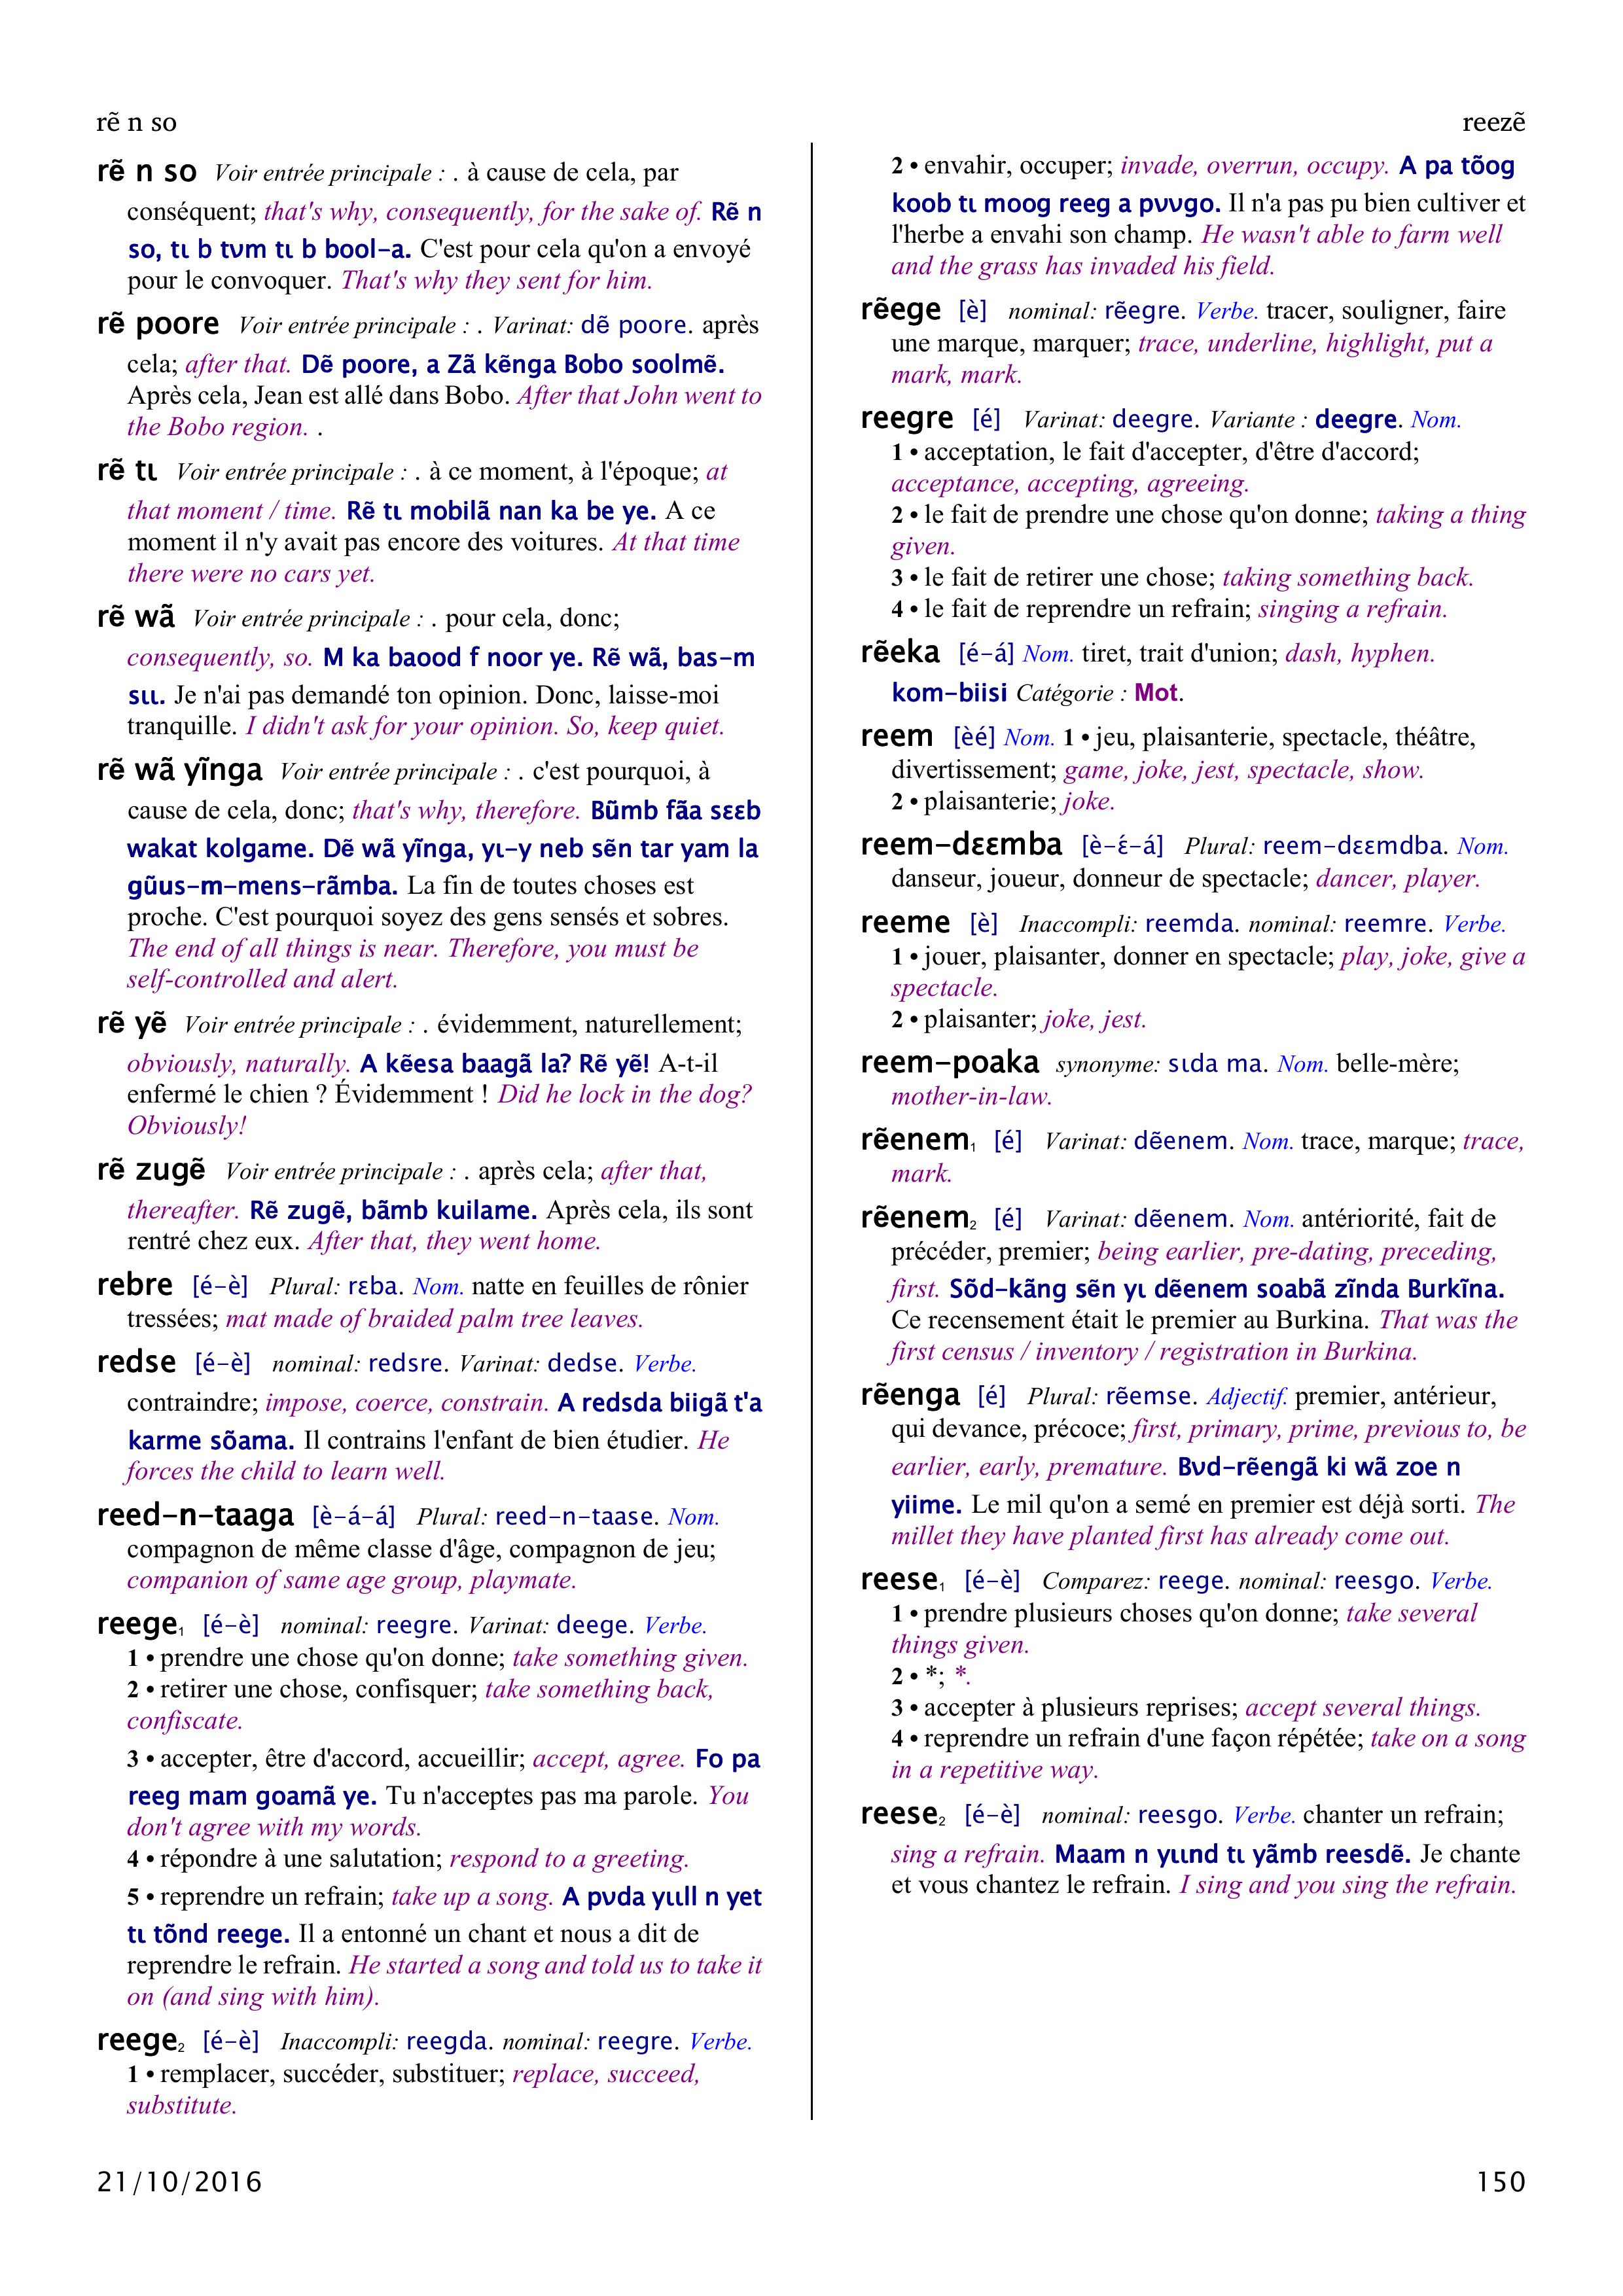 rẽ n so
reezẽ
rẽ n so Voir entrée principale : . à cause de cela, par
conséquent; that's why, consequently, for the sake of. Rẽ n
so, tɩ b tʋm tɩ b bool-a. C'est pour cela qu'on a envoyé
pour le convoquer. That's why they sent for him.
rẽ poore Voir entrée principale : . Varinat: dẽ poore. après
cela; after that. Dẽ poore, a Zã kẽnga Bobo soolmẽ.
Après cela, Jean est allé dans Bobo. After that John went to
the Bobo region. .
rẽ tɩ Voir entrée principale : . à ce moment, à l'époque; at
that moment / time. Rẽ tɩ mobilã nan ka be ye. A ce
moment il n'y avait pas encore des voitures. At that time
there were no cars yet.
rẽ wã Voir entrée principale : . pour cela, donc;
consequently, so. M ka baood f noor ye. Rẽ wã, bas-m
sɩɩ. Je n'ai pas demandé ton opinion. Donc, laisse-moi
tranquille. I didn't ask for your opinion. So, keep quiet.
rẽ wã yĩnga Voir entrée principale : . c'est pourquoi, à
cause de cela, donc; that's why, therefore. Bũmb fãa sɛɛb
wakat kolgame. Dẽ wã yĩnga, yɩ-y neb sẽn tar yam la
gũus-m-mens-rãmba. La fin de toutes choses est
proche. C'est pourquoi soyez des gens sensés et sobres.
The end of all things is near. Therefore, you must be
self-controlled and alert.
rẽ yẽ Voir entrée principale : . évidemment, naturellement;
obviously, naturally. A kẽesa baagã la? Rẽ yẽ! A-t-il
enfermé le chien ? Évidemment ! Did he lock in the dog?
Obviously!
rẽ zugẽ Voir entrée principale : . après cela; after that,
thereafter. Rẽ zugẽ, bãmb kuilame. Après cela, ils sont
rentré chez eux. After that, they went home.
rebre [é-è] Plural: rɛba. Nom. natte en feuilles de rônier
tressées; mat made of braided palm tree leaves.
redse [é-è] nominal: redsre. Varinat: dedse. Verbe.
contraindre; impose, coerce, constrain. A redsda biigã t'a
karme sõama. Il contrains l'enfant de bien étudier. He
forces the child to learn well.
reed-n-taaga [è-á-á] Plural: reed-n-taase. Nom.
compagnon de même classe d'âge, compagnon de jeu;
companion of same age group, playmate.
reege₁ [é-è] nominal: reegre. Varinat: deege. Verbe.
1 • prendre une chose qu'on donne; take something given.
2 • retirer une chose, confisquer; take something back,
confiscate.
3 • accepter, être d'accord, accueillir; accept, agree. Fo pa
reeg mam goamã ye. Tu n'acceptes pas ma parole. You
don't agree with my words.
4 • répondre à une salutation; respond to a greeting.
5 • reprendre un refrain; take up a song. A pʋda yɩɩll n yet
tɩ tõnd reege. Il a entonné un chant et nous a dit de
reprendre le refrain. He started a song and told us to take it
on (and sing with him).
reege₂ [é-è] Inaccompli: reegda. nominal: reegre. Verbe.
1 • remplacer, succéder, substituer; replace, succeed,
substitute.
2 • envahir, occuper; invade, overrun, occupy. A pa tõog
koob tɩ moog reeg a pʋʋgo. Il n'a pas pu bien cultiver et
l'herbe a envahi son champ. He wasn't able to farm well
and the grass has invaded his field.
rẽege [è] nominal: rẽegre. Verbe. tracer, souligner, faire
une marque, marquer; trace, underline, highlight, put a
mark, mark.
reegre [é] Varinat: deegre. Variante : deegre. Nom.
1 • acceptation, le fait d'accepter, d'être d'accord;
acceptance, accepting, agreeing.
2 • le fait de prendre une chose qu'on donne; taking a thing
given.
3 • le fait de retirer une chose; taking something back.
4 • le fait de reprendre un refrain; singing a refrain.
rẽeka [é-á] Nom. tiret, trait d'union; dash, hyphen.
kom-biisi Catégorie : Mot.
reem [èé] Nom. 1 • jeu, plaisanterie, spectacle, théâtre,
divertissement; game, joke, jest, spectacle, show.
2 • plaisanterie; joke.
reem-dɛɛmba [è-ɛ́-á] Plural: reem-dɛɛmdba. Nom.
danseur, joueur, donneur de spectacle; dancer, player.
reeme [è] Inaccompli: reemda. nominal: reemre. Verbe.
1 • jouer, plaisanter, donner en spectacle; play, joke, give a
spectacle.
2 • plaisanter; joke, jest.
reem-poaka synonyme: sɩda ma. Nom. belle-mère;
mother-in-law.
rẽenem₁ [é] Varinat: dẽenem. Nom. trace, marque; trace,
mark.
rẽenem₂ [é] Varinat: dẽenem. Nom. antériorité, fait de
précéder, premier; being earlier, pre-dating, preceding,
first. Sõd-kãng sẽn yɩ dẽenem soabã zĩnda Burkĩna.
Ce recensement était le premier au Burkina. That was the
first census / inventory / registration in Burkina.
rẽenga [é] Plural: rẽemse. Adjectif. premier, antérieur,
qui devance, précoce; first, primary, prime, previous to, be
earlier, early, premature. Bʋd-rẽengã ki wã zoe n
yiime. Le mil qu'on a semé en premier est déjà sorti. The
millet they have planted first has already come out.
reese₁ [é-è] Comparez: reege. nominal: reesgo. Verbe.
1 • prendre plusieurs choses qu'on donne; take several
things given.
2 • *; *.
3 • accepter à plusieurs reprises; accept several things.
4 • reprendre un refrain d'une façon répétée; take on a song
in a repetitive way.
reese₂ [é-è] nominal: reesgo. Verbe. chanter un refrain;
sing a refrain. Maam n yɩɩnd tɩ yãmb reesdẽ. Je chante
et vous chantez le refrain. I sing and you sing the refrain.
21/10/2016
150